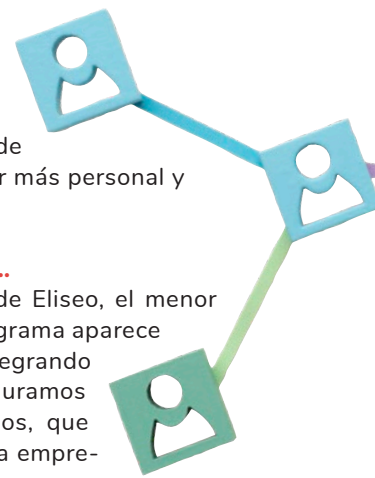 de
r más personal y
..
de Eliseo, el menor
grama aparece
egrando
uramos
os, que
a empre-